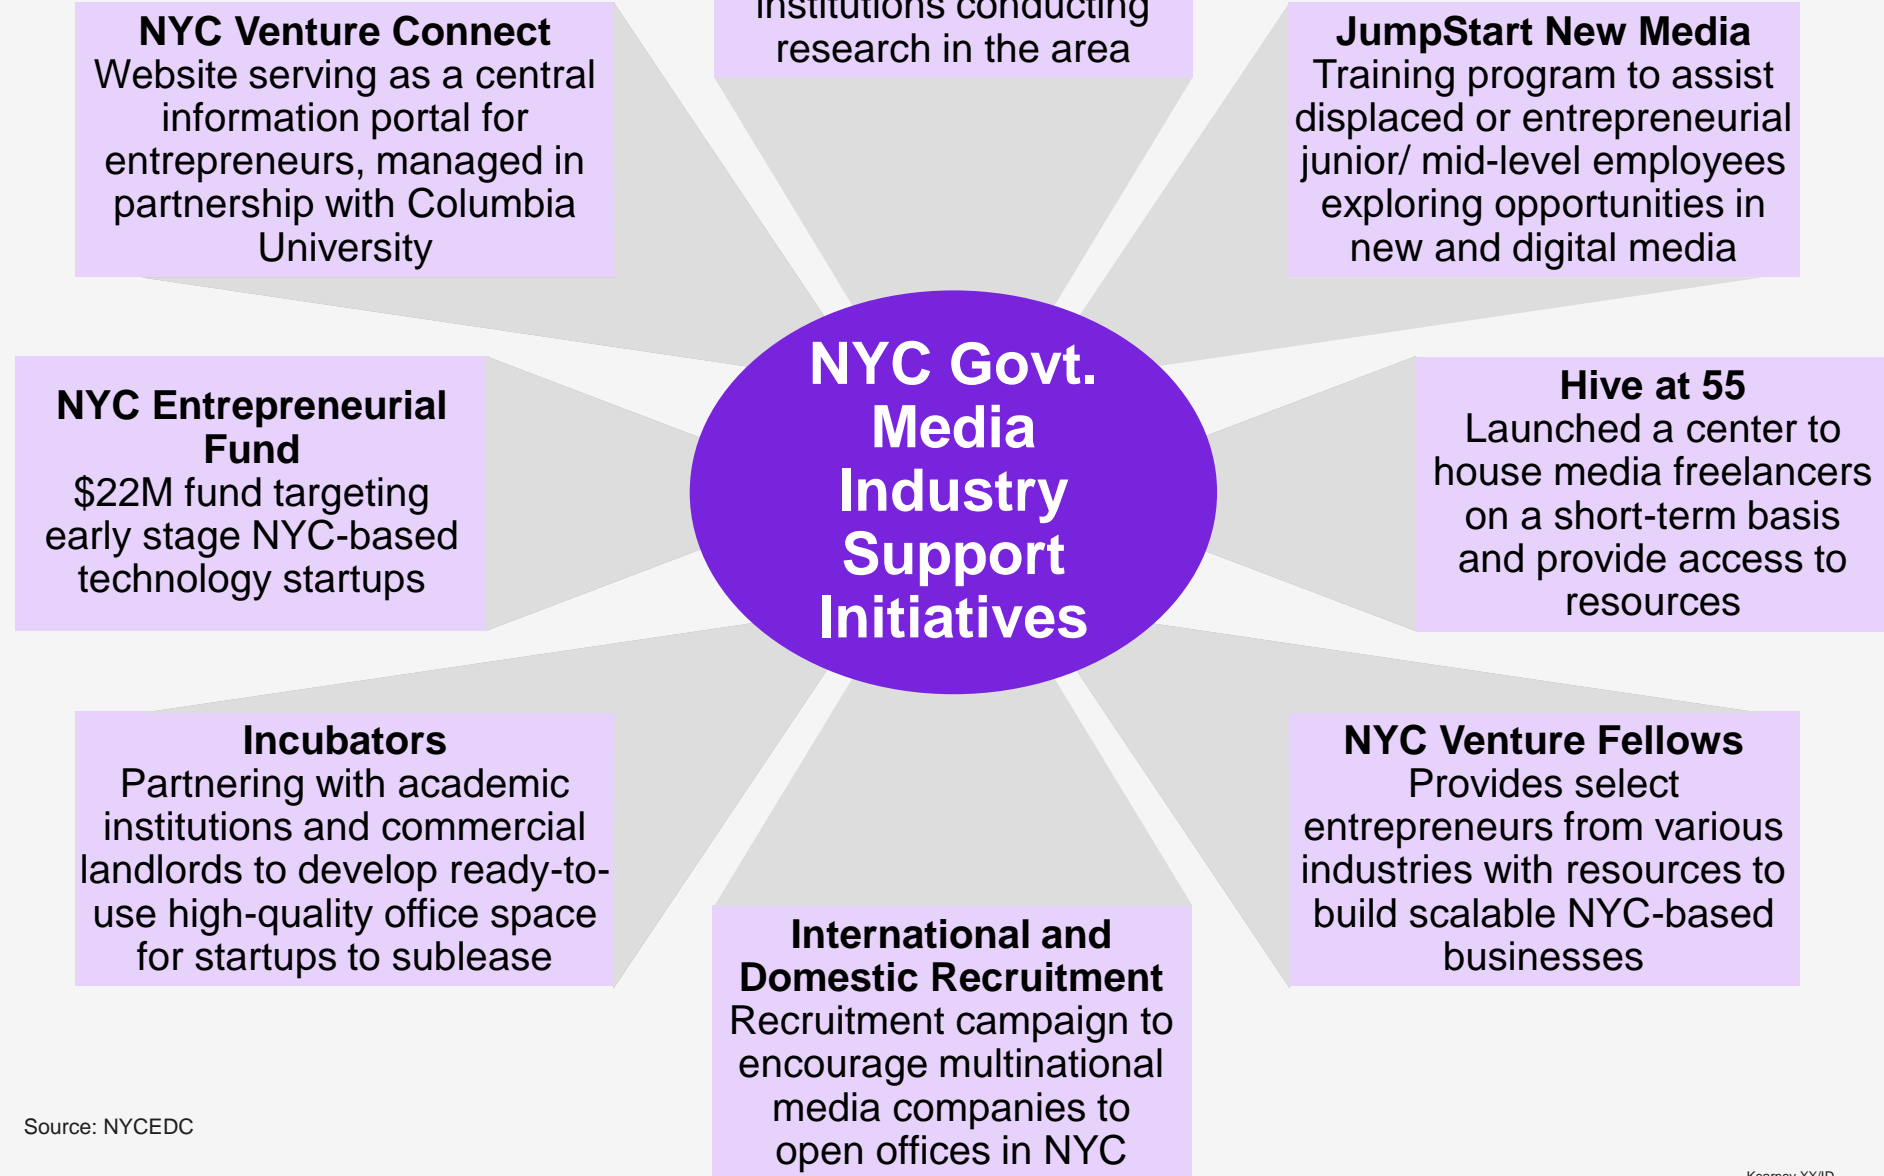 institutions conducting
research in the area
NYC Venture Connect
Website serving as a central
information portal for
entrepreneurs, managed in
partnership with Columbia
University
JumpStart New Media
Training program to assist
displaced or entrepreneurial
junior/ mid-level employees
exploring opportunities in
new and digital media
NYC Entrepreneurial
Fund
$22M fund targeting
early stage NYC-based
technology startups
NYC Govt.
Media
Industry
Support
Initiatives
Hive at 55
Launched a center to
house media freelancers
on a short-term basis
and provide access to
resources
Incubators
Partnering with academic
institutions and commercial
landlords to develop ready-to-
use high-quality office space
for startups to sublease
International and
Domestic Recruitment
Recruitment campaign to
encourage multinational
media companies to
open offices in NYC
NYC Venture Fellows
Provides select
entrepreneurs from various
industries with resources to
build scalable NYC-based
businesses
Source: NYCEDC
Kearney XX/ID